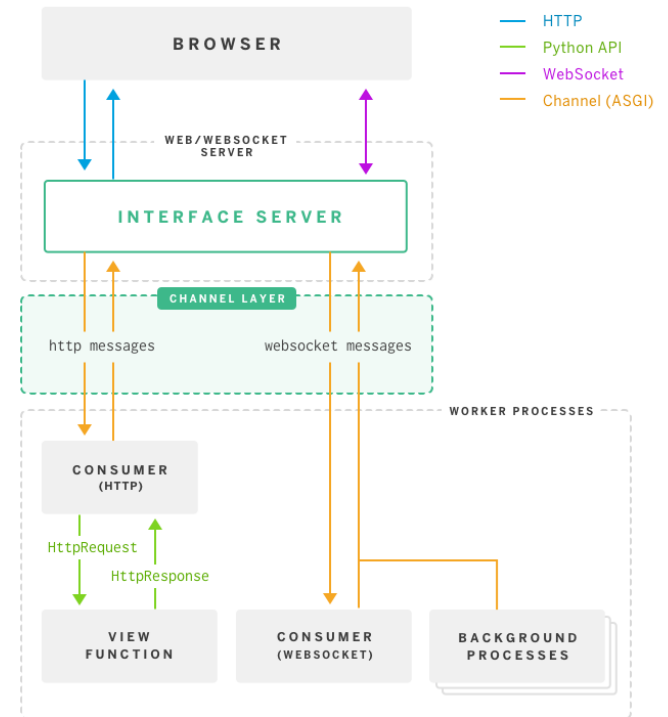 BROWSER
HTTP
Python API
WebSocket
Channel (ASGI)
WEB/WEBSOCKET
SERVER
INTERFACE SERVER
CHANNEL LAYER
http messages
websocket messages
WORKER PROCESSES
CONSUMER
(HTTP)
HttpRequest
HttpResponse
VIEW
FUNCTION
CONSUMER
(WEBSOCKET)
BACKGROUND
PROCESSES